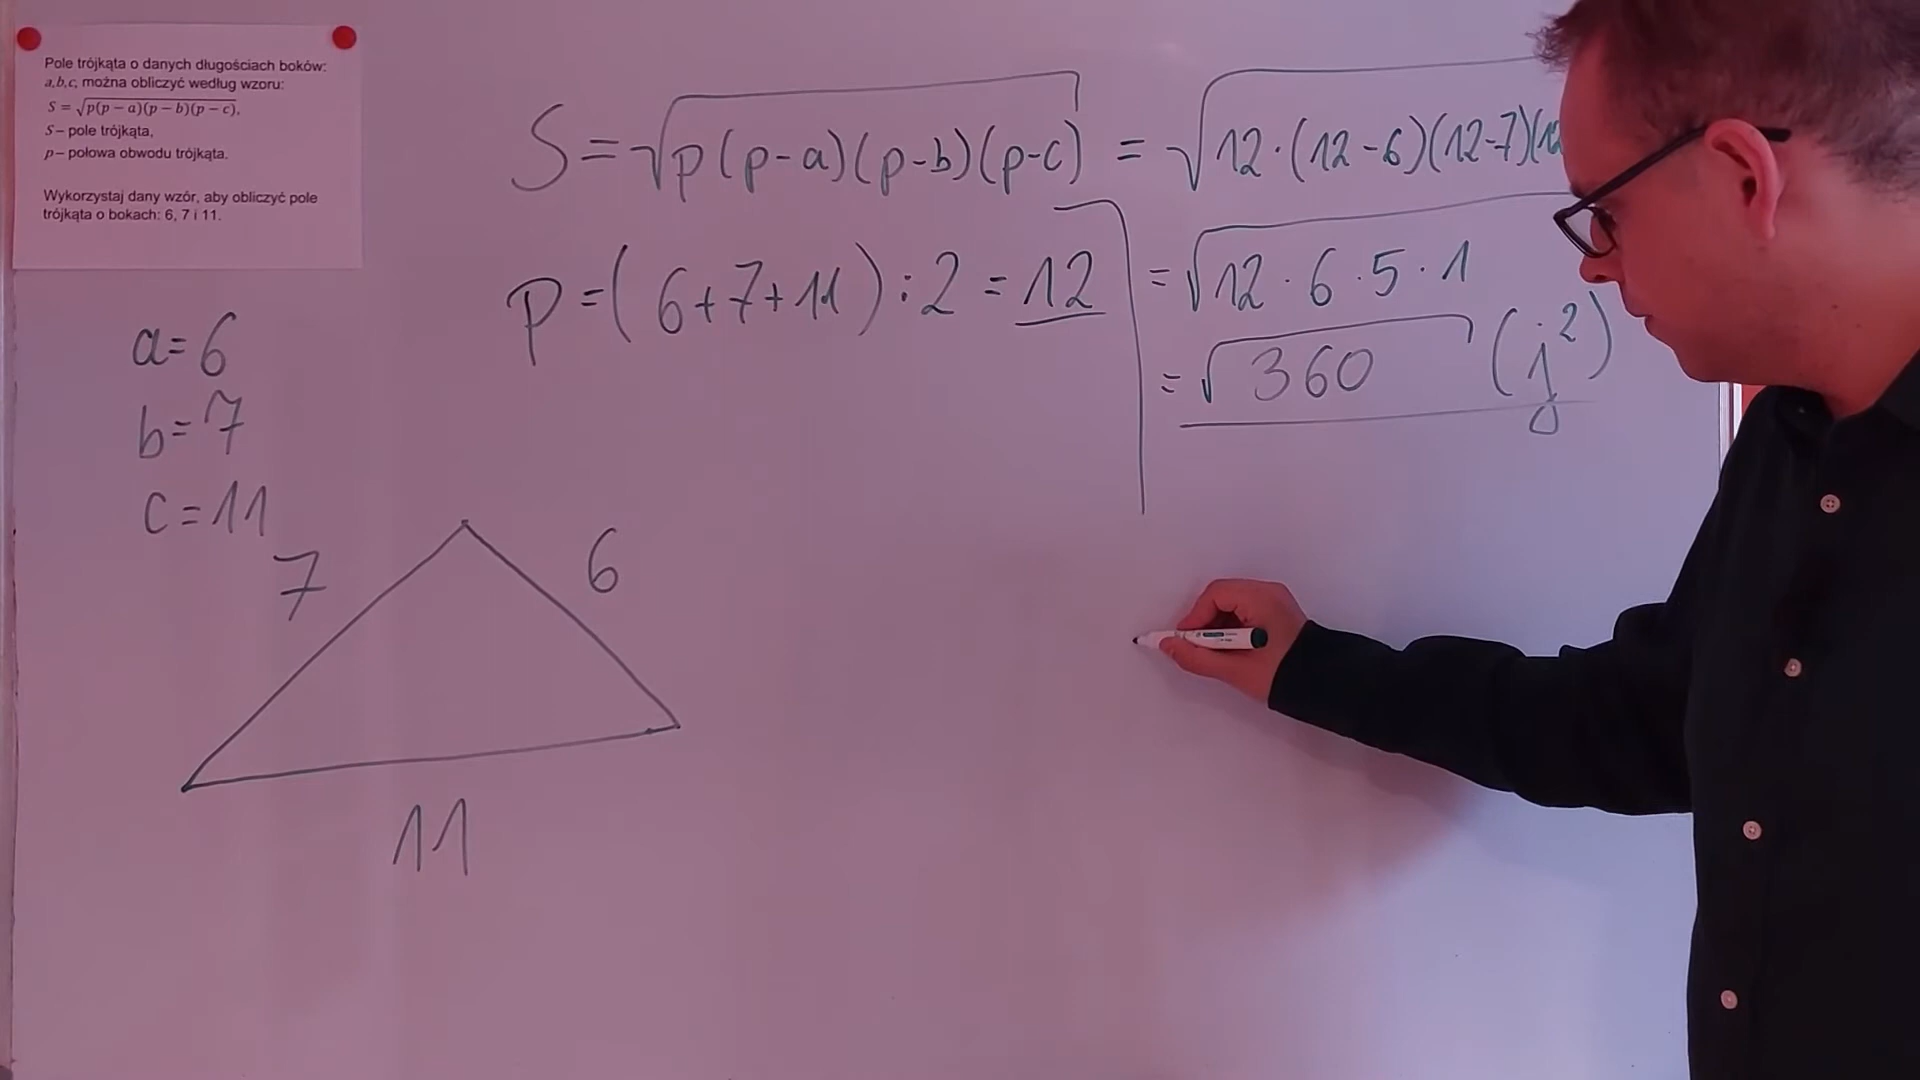 Pole trójkąta o danych długościach boków:
a,b,c, można obliczyć według wzoru:
S = √p(p − a)(p − b)(p − c),
S – pole trójkąta,
p – połowa obwodu trójkąta.
Wykorzystaj dany wzór, aby obliczyć pole
trójkąta o bokach: 6, 7 i 11.
S = √p(p-a)(p-b)(p-c) = √12·(12-6)(12-7)(12
p = (6+7+11):2 = 12
= √12·6·5·1
= √360 (j²)
a=6
b=7
c=11
7
6
11